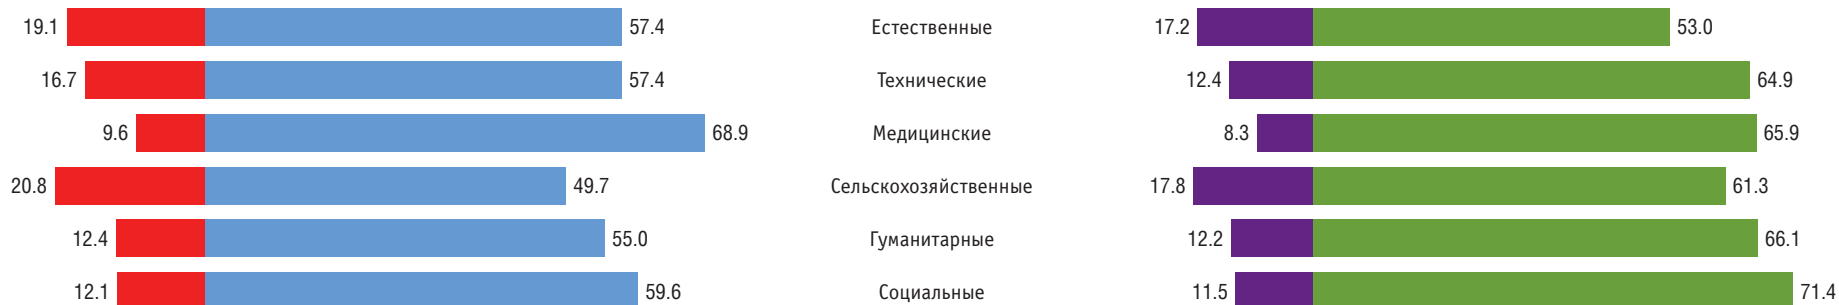 19.1 57.4 Естественные 17.2 53.0
16.7 57.4 Технические 12.4 64.9
9.6 68.9 Медицинские 8.3 65.9
20.8 49.7 Сельскохозяйственные 17.8 61.3
12.4 55.0 Гуманитарные 12.2 66.1
12.1 59.6 Социальные 11.5 71.4